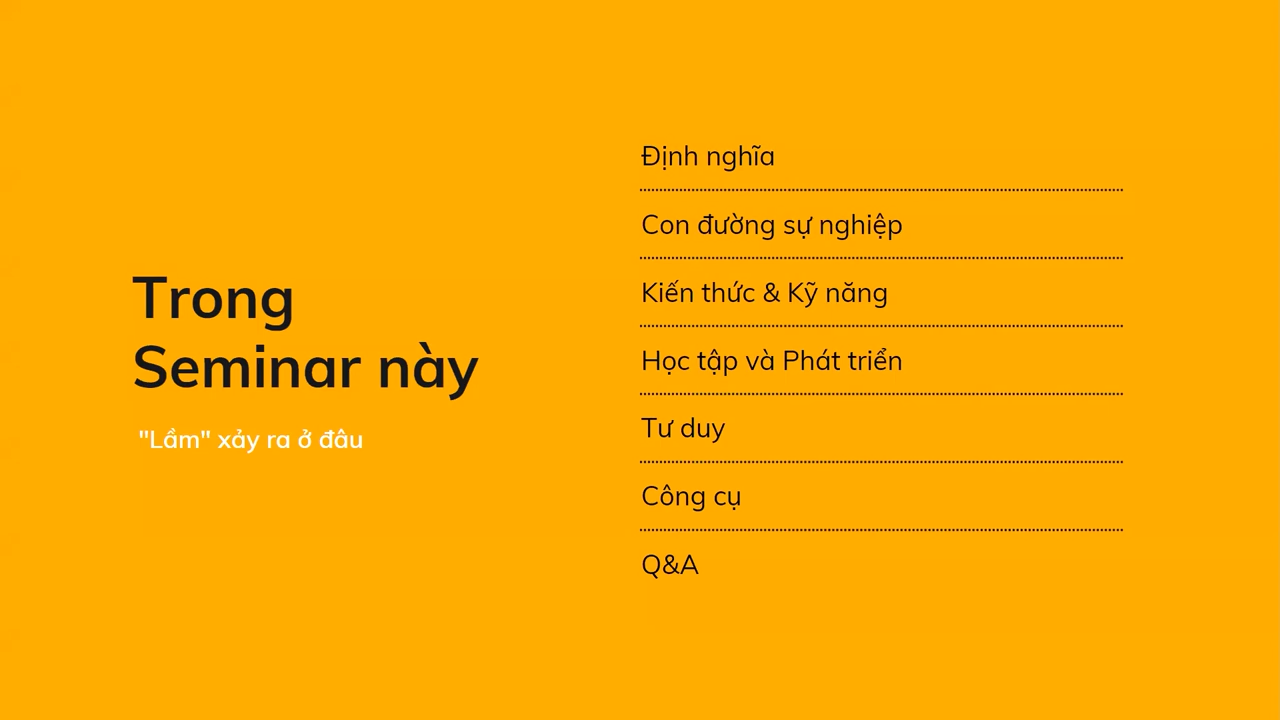 Trong
Seminar này
"Lầm" xảy ra ở đâu
Định nghĩa
Con đường sự nghiệp
Kiến thức & Kỹ năng
Học tập và Phát triển
Tư duy
Công cụ
Q&A